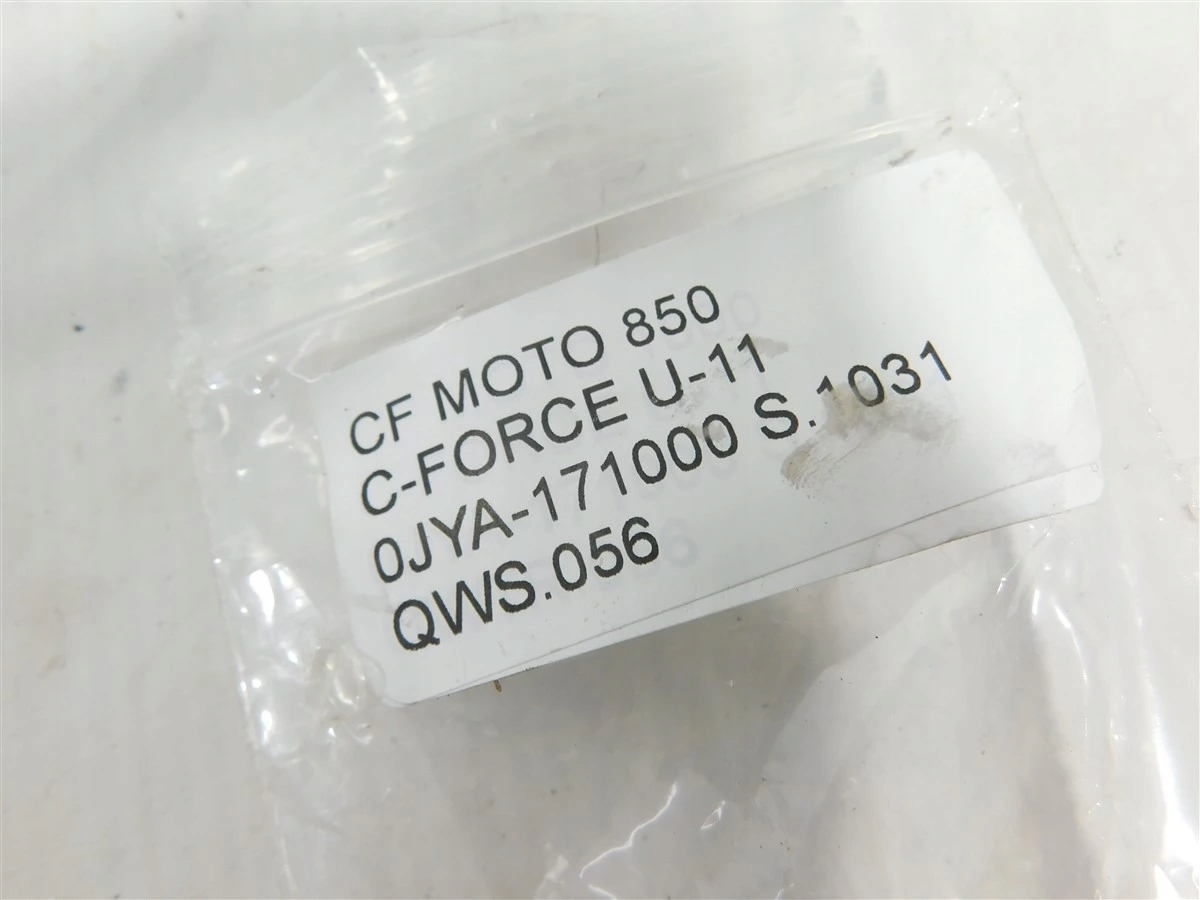 CF MOTO 850
C-FORCE U-11
0JYA-171000 S.1031
QWS.056